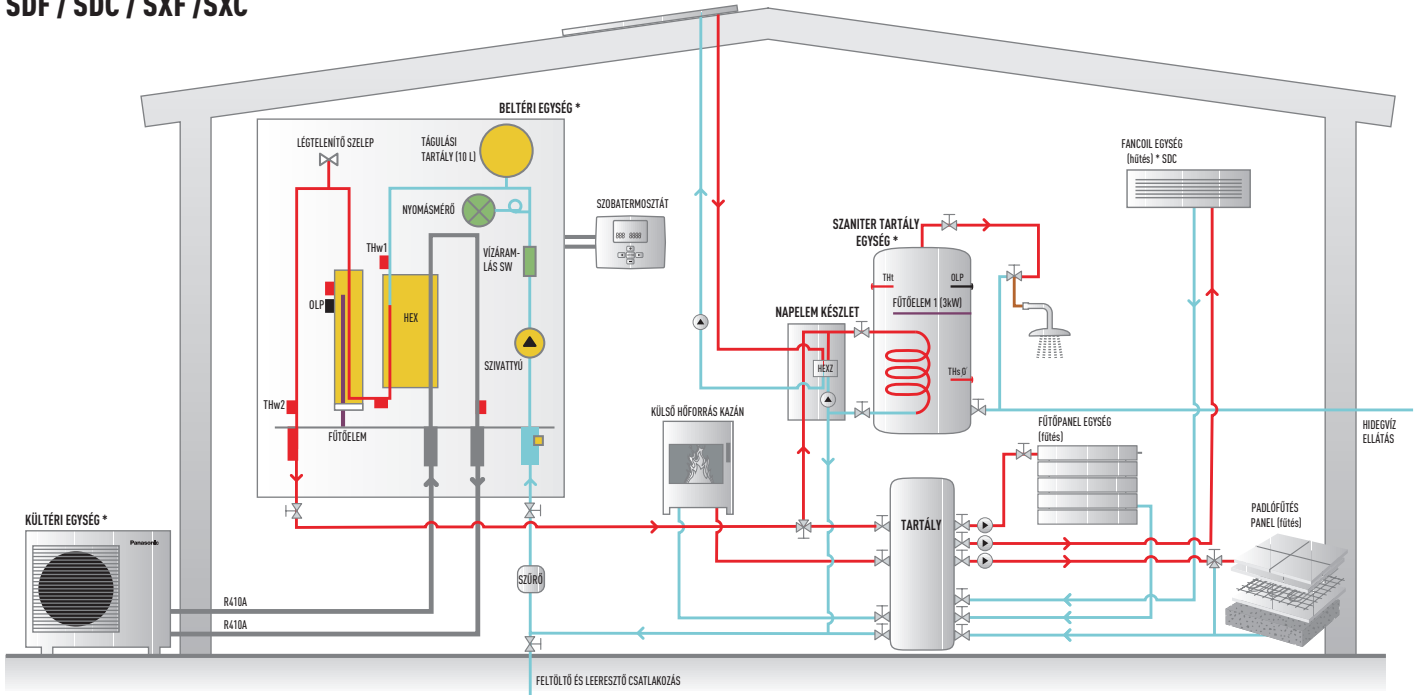 SDF / SDC / SXF /SXC
BELTÉRI EGYSÉG *
LÉGTELENÍTŐ SZELEP
TÁGULÁSI
TARTÁLY (10 L)
NYOMÁSMÉRŐ
THw1
VÍZÁRAM-
LÁS SW
OLP
HEX
SZIVATTYÚ
THw2
FŰTŐELEM
SZOBATERMOSZTÁT
FANCOIL EGYSÉG
(hűtés) * SDC
SZANITER TARTÁLY
EGYSÉG *
THt
OLP
FŰTŐELEM 1 (3kW)
THs
NAPELEM KÉSZLET
HEXZ
KÜLSŐ HŐFORRÁS KAZÁN
HIDEGVÍZ
ELLÁTÁS
FŰTŐPANEL EGYSÉG
(fűtés)
TARTÁLY
PADLÓFŰTÉS
PANEL (fűtés)
KÜLTÉRI EGYSÉG *
Panasonic
SZŰRŐ
R410A
R410A
FELTÖLTŐ ÉS LEERESZTŐ CSATLAKOZÁS